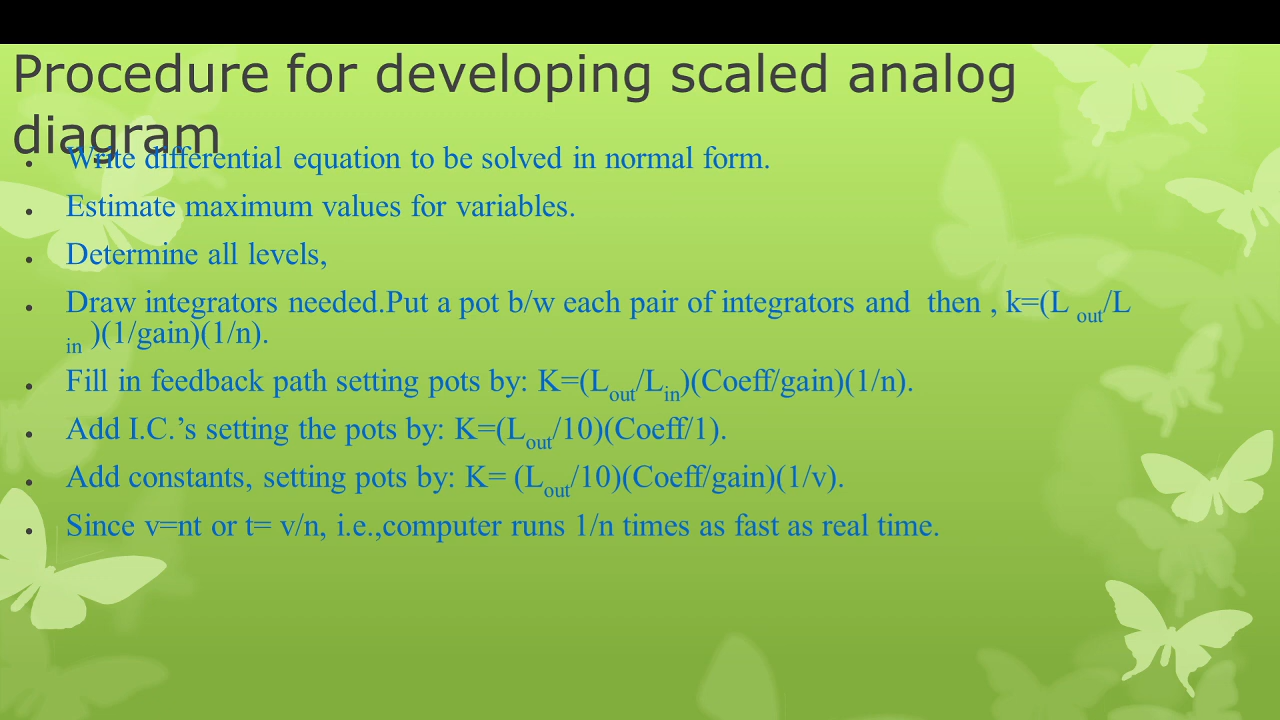 Procedure for developing scaled analog
diagram
• Write differential equation to be solved in normal form.
• Estimate maximum values for variables.
• Determine all levels,
• Draw integrators needed.Put a pot b/w each pair of integrators and  then , k=(L out/L
in )(1/gain)(1/n).
• Fill in feedback path setting pots by: K=(Lout/Lin)(Coeff/gain)(1/n).
• Add I.C.’s setting the pots by: K=(Lout/10)(Coeff/1).
• Add constants, setting pots by: K= (Lout/10)(Coeff/gain)(1/v).
• Since v=nt or t= v/n, i.e.,computer runs 1/n times as fast as real time.